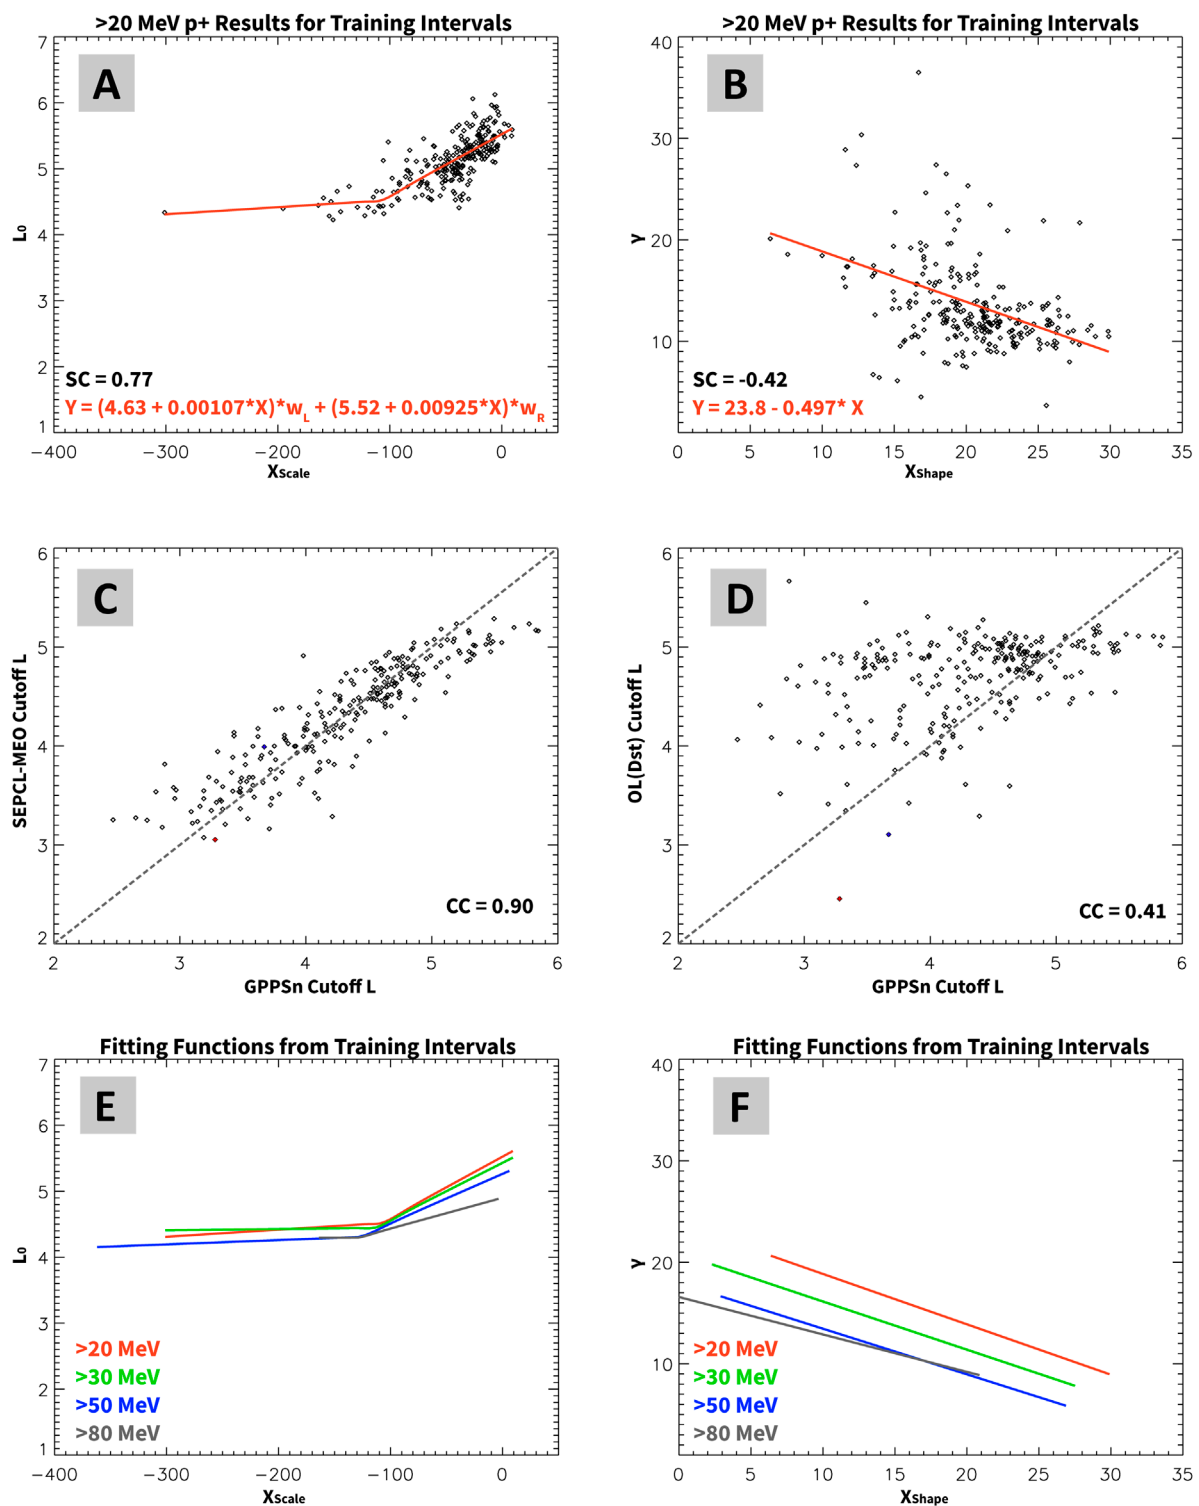 >20 MeV p+ Results for Training Intervals
A
7
6
5
4
3
2
1
L₀
SC = 0.77
Y = (4.63 + 0.00107*X)*w_L + (5.52 + 0.00925*X)*w_R
−400 −300 −200 −100 0
X_Scale
>20 MeV p+ Results for Training Intervals
B
40
30
20
10
γ
SC = -0.42
Y = 23.8 - 0.497* X
0 5 10 15 20 25 30 35
X_Shape
C
6
5
4
3
2
SEPCL-MEO Cutoff L
CC = 0.90
2 3 4 5 6
GPPSn Cutoff L
D
6
5
4
3
2
OL(Dst) Cutoff L
CC = 0.41
2 3 4 5 6
GPPSn Cutoff L
Fitting Functions from Training Intervals
E
7
6
5
4
3
2
1
L₀
>20 MeV
>30 MeV
>50 MeV
>80 MeV
−400 −300 −200 −100 0
X_Scale
Fitting Functions from Training Intervals
F
40
30
20
10
γ
>20 MeV
>30 MeV
>50 MeV
>80 MeV
0 5 10 15 20 25 30 35
X_Shape